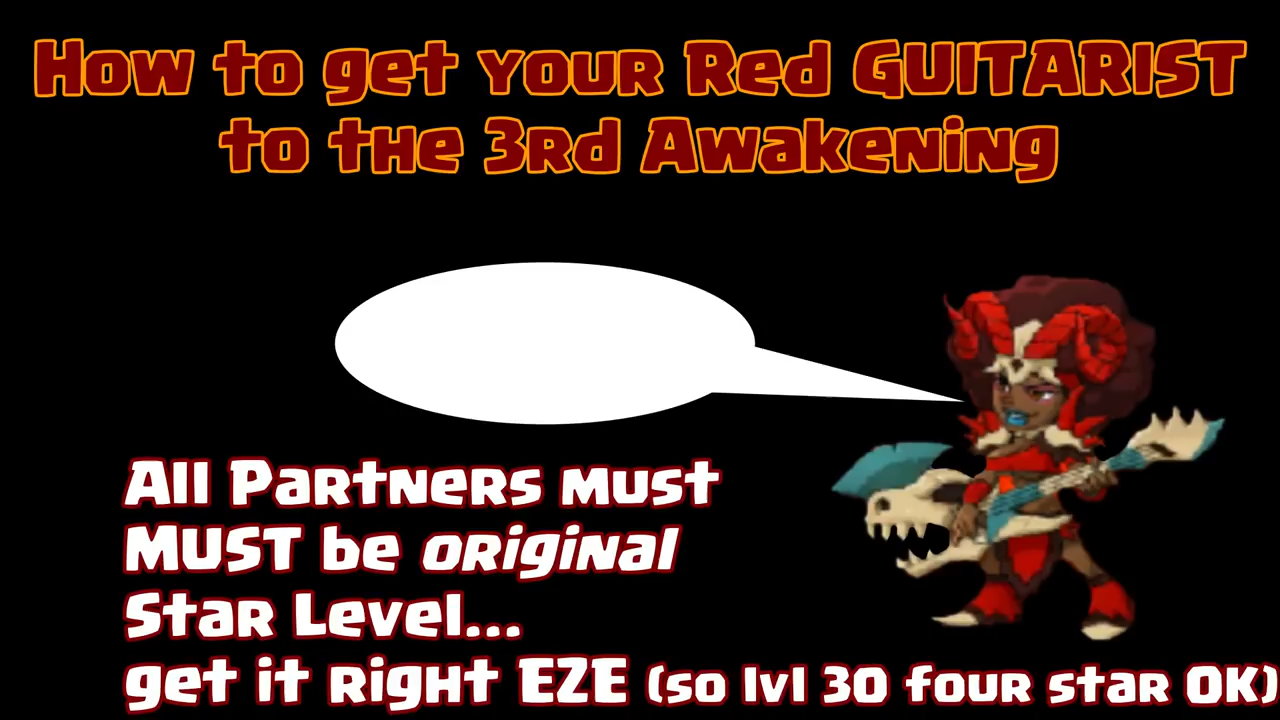 How to get your Red GUITARIST
to the 3rd Awakening
All Partners must
MUST be original
Star Level...
get it right EZE (so lvl 30 four star OK)